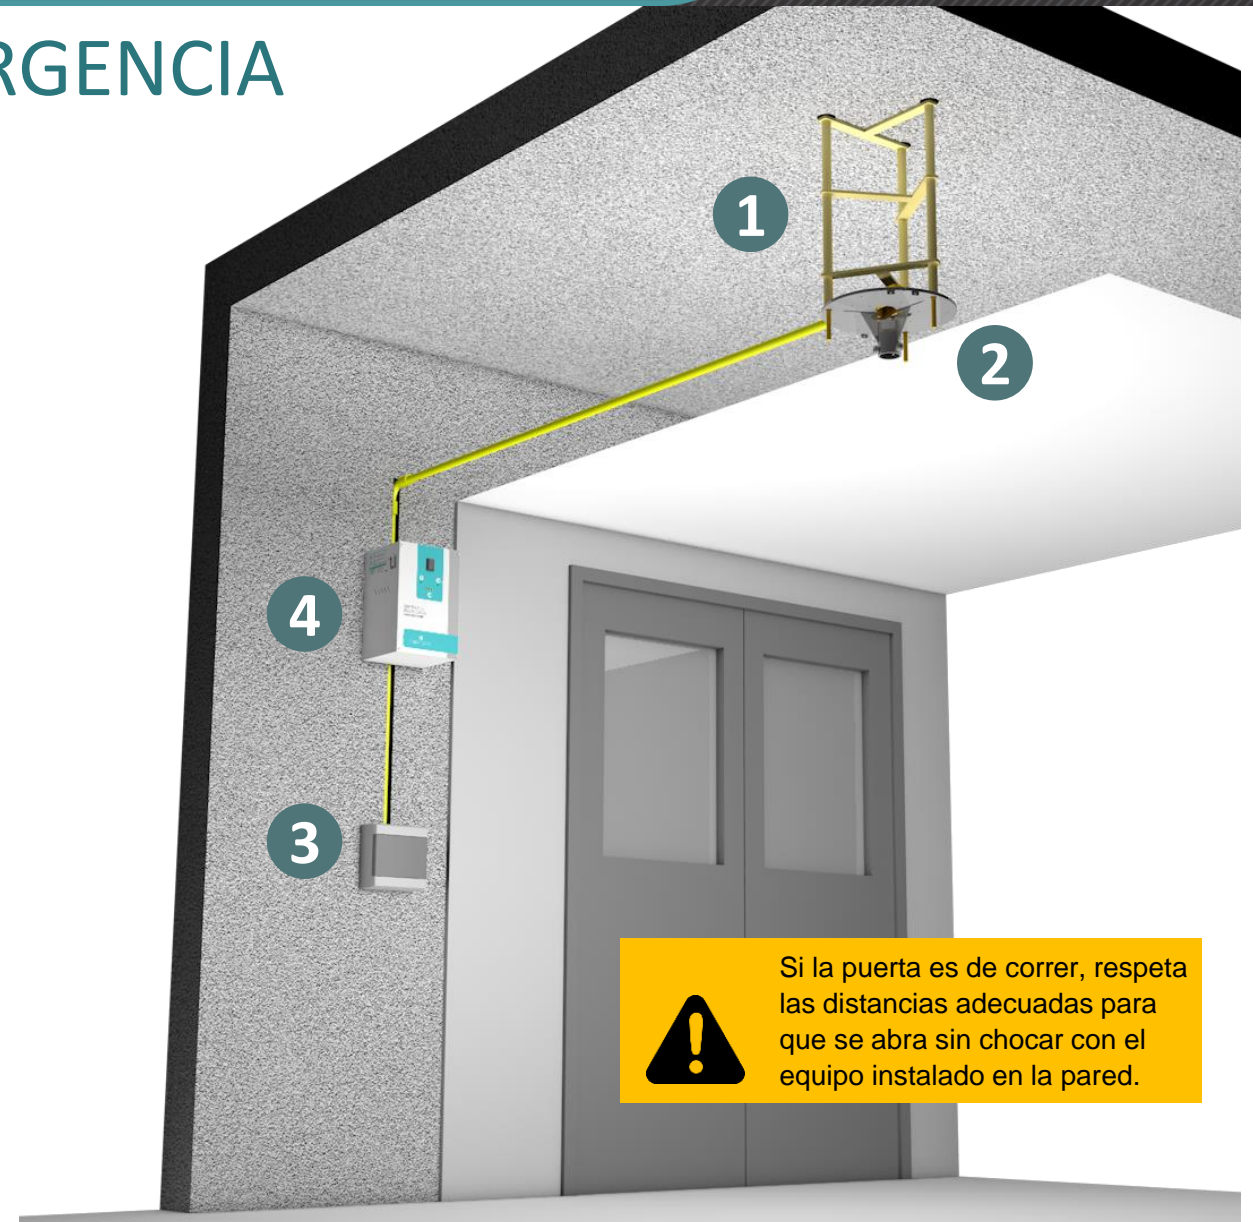 RGENCIA
1
2
4
3
Si la puerta es de correr, respeta
las distancias adecuadas para
que se abra sin chocar con el
equipo instalado en la pared.